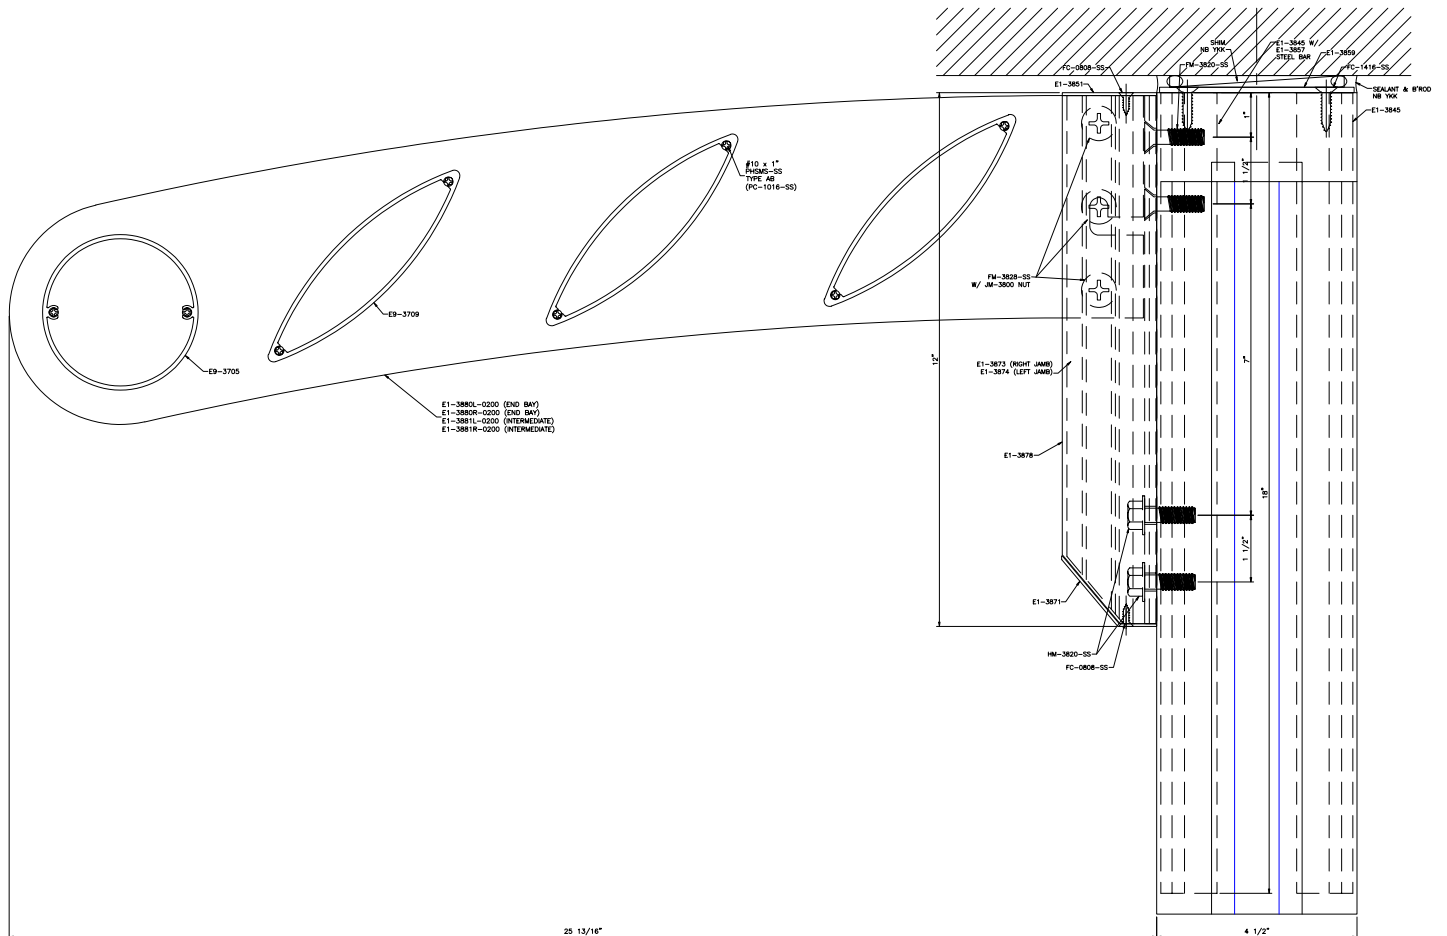 SHIM
NB YKK
E1-3845 W/
E1-3857
STEEL BAR
E1-3859
FM-3820-SS
FC-1416-SS
FC-0808-SS
E1-3851
SEALANT & B'ROD
NB YKK
E1-3845
1"
1 1/2"
#10 x 1"
PHSMS-SS
TYPE AB
(PC-1016-SS)
FM-3828-SS
W/ JM-3800 NUT
E9-3709
E9-3705
12"
7"
E1-3873 (RIGHT JAMB)
E1-3874 (LEFT JAMB)
E1-3880L-0200 (END BAY)
E1-3880R-0200 (END BAY)
E1-3881L-0200 (INTERMEDIATE)
E1-3881R-0200 (INTERMEDIATE)
E1-3878
18"
1 1/2"
E1-3871
HM-3820-SS
FC-0808-SS
25 13/16"
4 1/2"